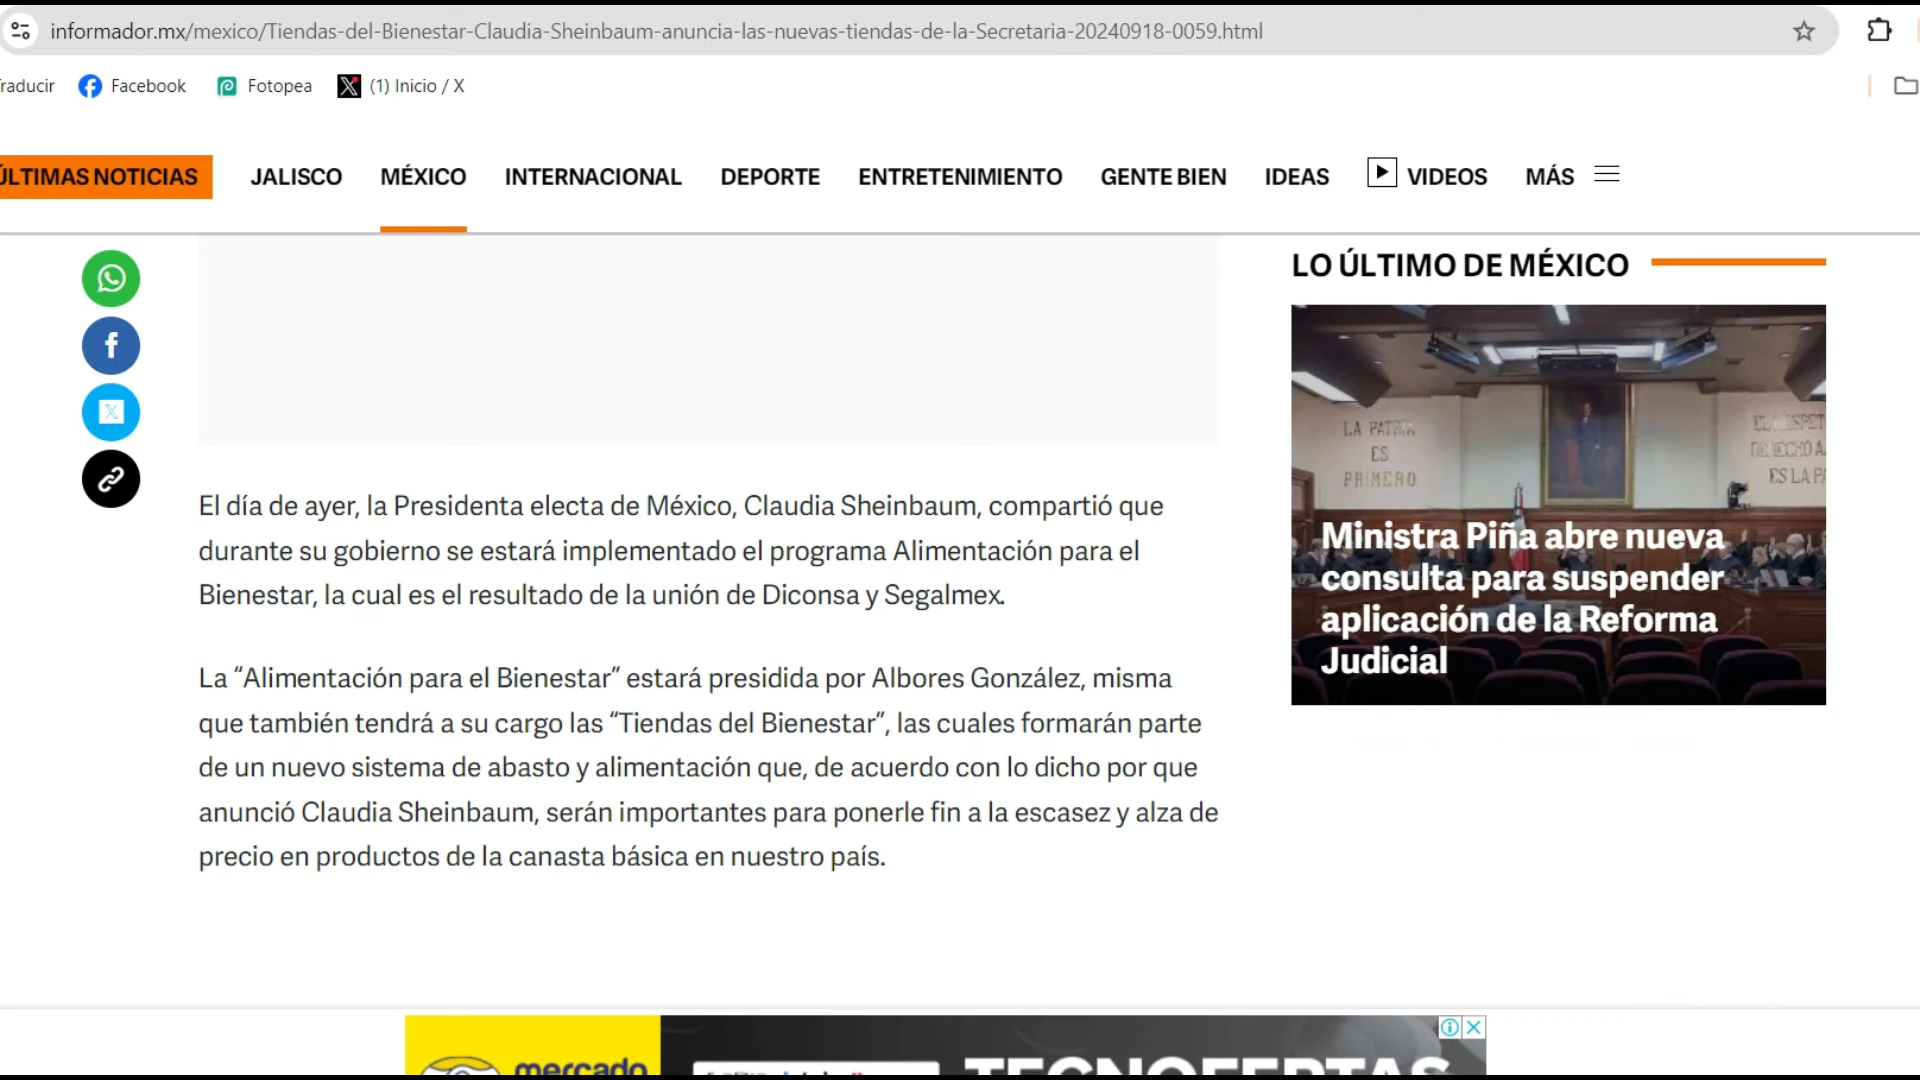 informador.mx/mexico/Tiendas-del-Bienestar-Claudia-Sheinbaum-anuncia-las-nuevas-tiendas-de-la-Secretaria-20240918-0059.html
raducir Facebook Fotopea (1) Inicio / X
ÚLTIMAS NOTICIAS JALISCO MÉXICO INTERNACIONAL DEPORTE ENTRETENIMIENTO GENTE BIEN IDEAS VIDEOS MÁS
El día de ayer, la Presidenta electa de México, Claudia Sheinbaum, compartió que
durante su gobierno se estará implementado el programa Alimentación para el
Bienestar, la cual es el resultado de la unión de Diconsa y Segalmex.
La “Alimentación para el Bienestar” estará presidida por Albores González, misma
que también tendrá a su cargo las “Tiendas del Bienestar”, las cuales formarán parte
de un nuevo sistema de abasto y alimentación que, de acuerdo con lo dicho por que
anunció Claudia Sheinbaum, serán importantes para ponerle fin a la escasez y alza de
precio en productos de la canasta básica en nuestro país.
LO ÚLTIMO DE MÉXICO
LA PATRIA
ES
PRIMERO
ES LA PA
Ministra Piña abre nueva
consulta para suspender
aplicación de la Reforma
Judicial
mercado
TECNOFERTAS